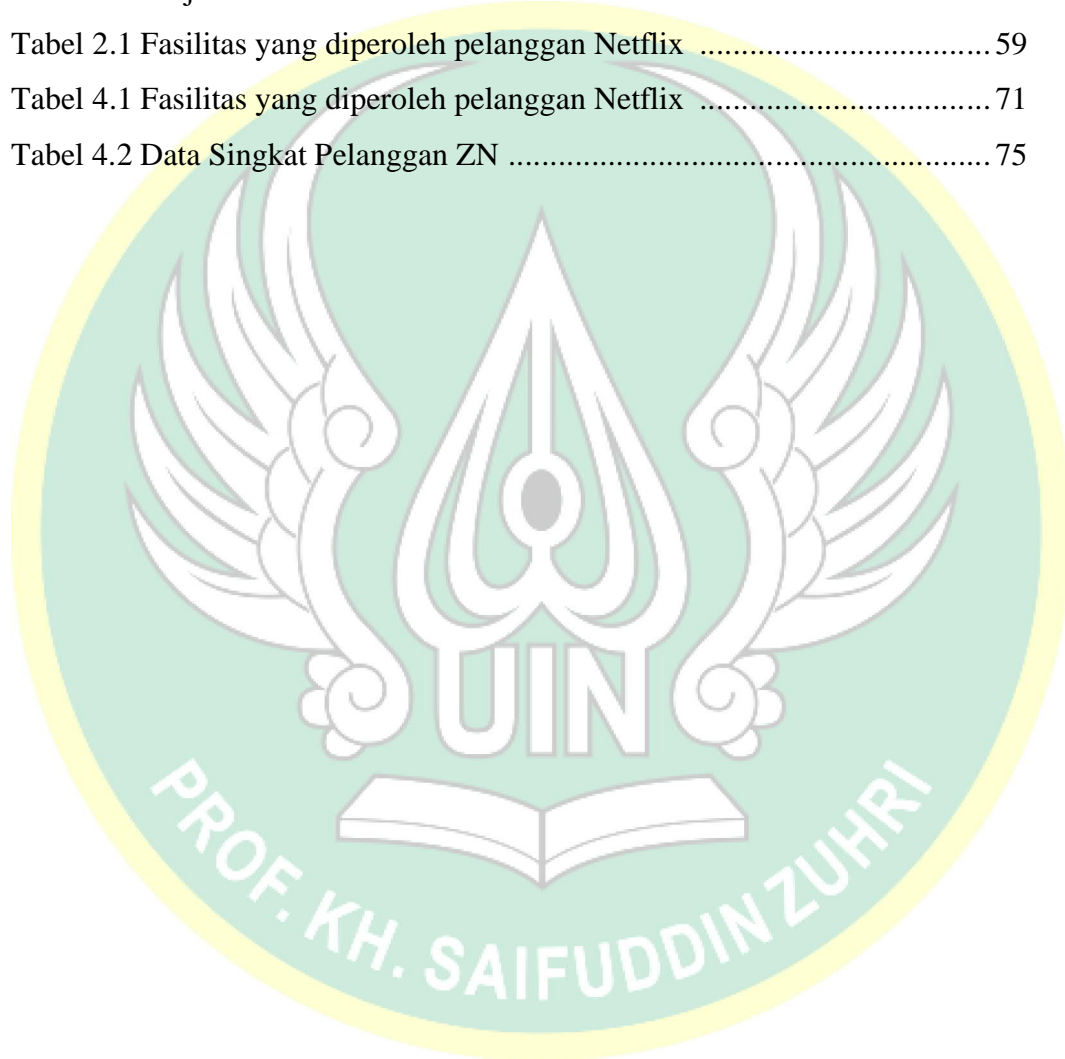 Tabel 2.1 Fasilitas yang diperoleh pelanggan Netflix ................................... 59
Tabel 4.1 Fasilitas yang diperoleh pelanggan Netflix ................................... 71
Tabel 4.2 Data Singkat Pelanggan ZN .......................................................... 75
UIN
PROF. KH. SAIFUDDIN ZUHRI